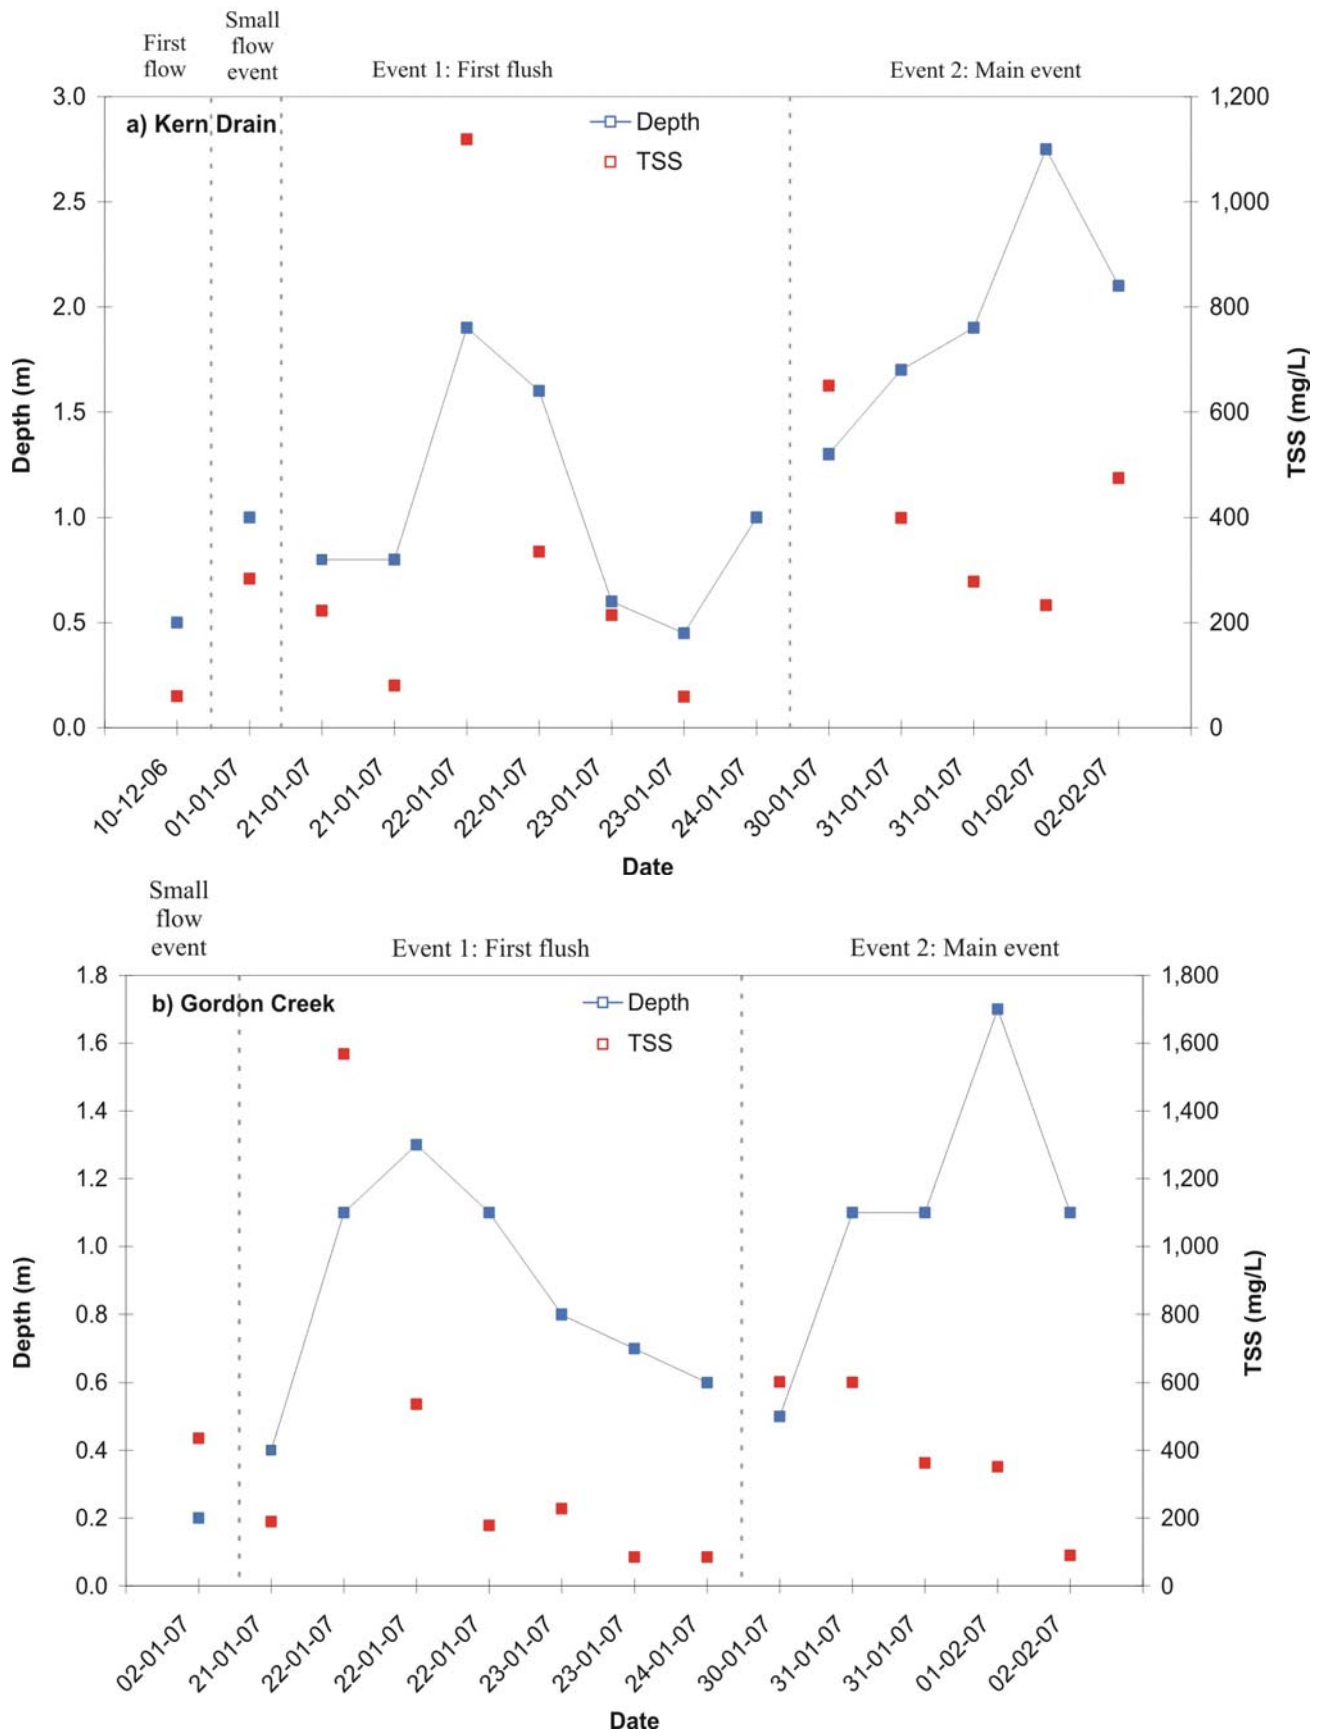 First
flow
Small
flow
event
Event 1: First flush
Event 2: Main event
a) Kern Drain
Depth
TSS
3.0
2.5
2.0
1.5
1.0
0.5
0.0
Depth (m)
1,200
1,000
800
600
400
200
0
TSS (mg/L)
10-12-06
01-01-07
21-01-07
21-01-07
22-01-07
22-01-07
23-01-07
23-01-07
24-01-07
30-01-07
31-01-07
31-01-07
01-02-07
02-02-07
Date
Small
flow
event
Event 1: First flush
Event 2: Main event
b) Gordon Creek
Depth
TSS
1.8
1.6
1.4
1.2
1.0
0.8
0.6
0.4
0.2
0.0
Depth (m)
1,800
1,600
1,400
1,200
1,000
800
600
400
200
0
TSS (mg/L)
02-01-07
21-01-07
22-01-07
22-01-07
22-01-07
23-01-07
23-01-07
24-01-07
30-01-07
31-01-07
31-01-07
01-02-07
02-02-07
Date